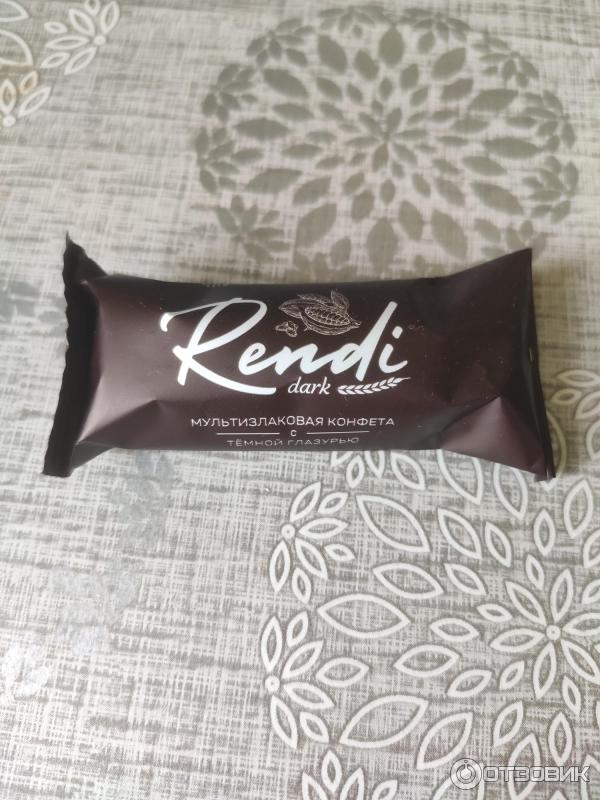 Rendi
dark
МУЛЬТИЗЛАКОВАЯ КОНФЕТА
С
ТЁМНОЙ ГЛАЗУРЬЮ
ОТЗОВИК